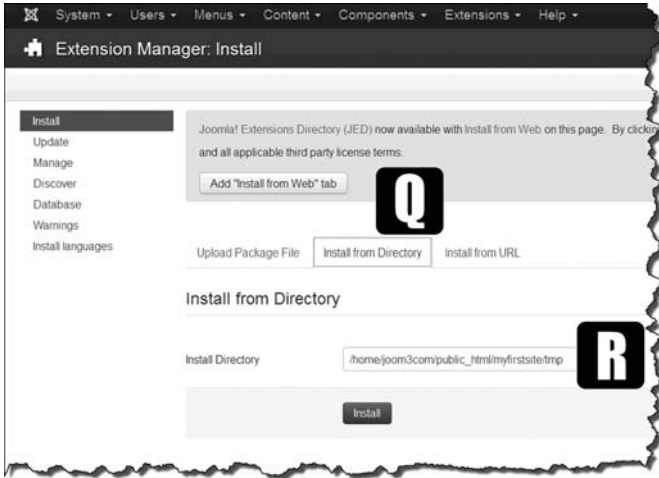 System Users Menus Content Components Extensions Help
Extension Manager: Install
Install
Update
Manage
Discover
Database
Warnings
Install languages
Joomla! Extensions Directory (JED) now available with Install from Web on this page. By clicking
and all applicable third party license terms.
Add "Install from Web" tab
Q
Upload Package File Install from Directory Install from URL
Install from Directory
Install Directory /home/joom3com/public_html/myfirstsite/tmp
R
Install